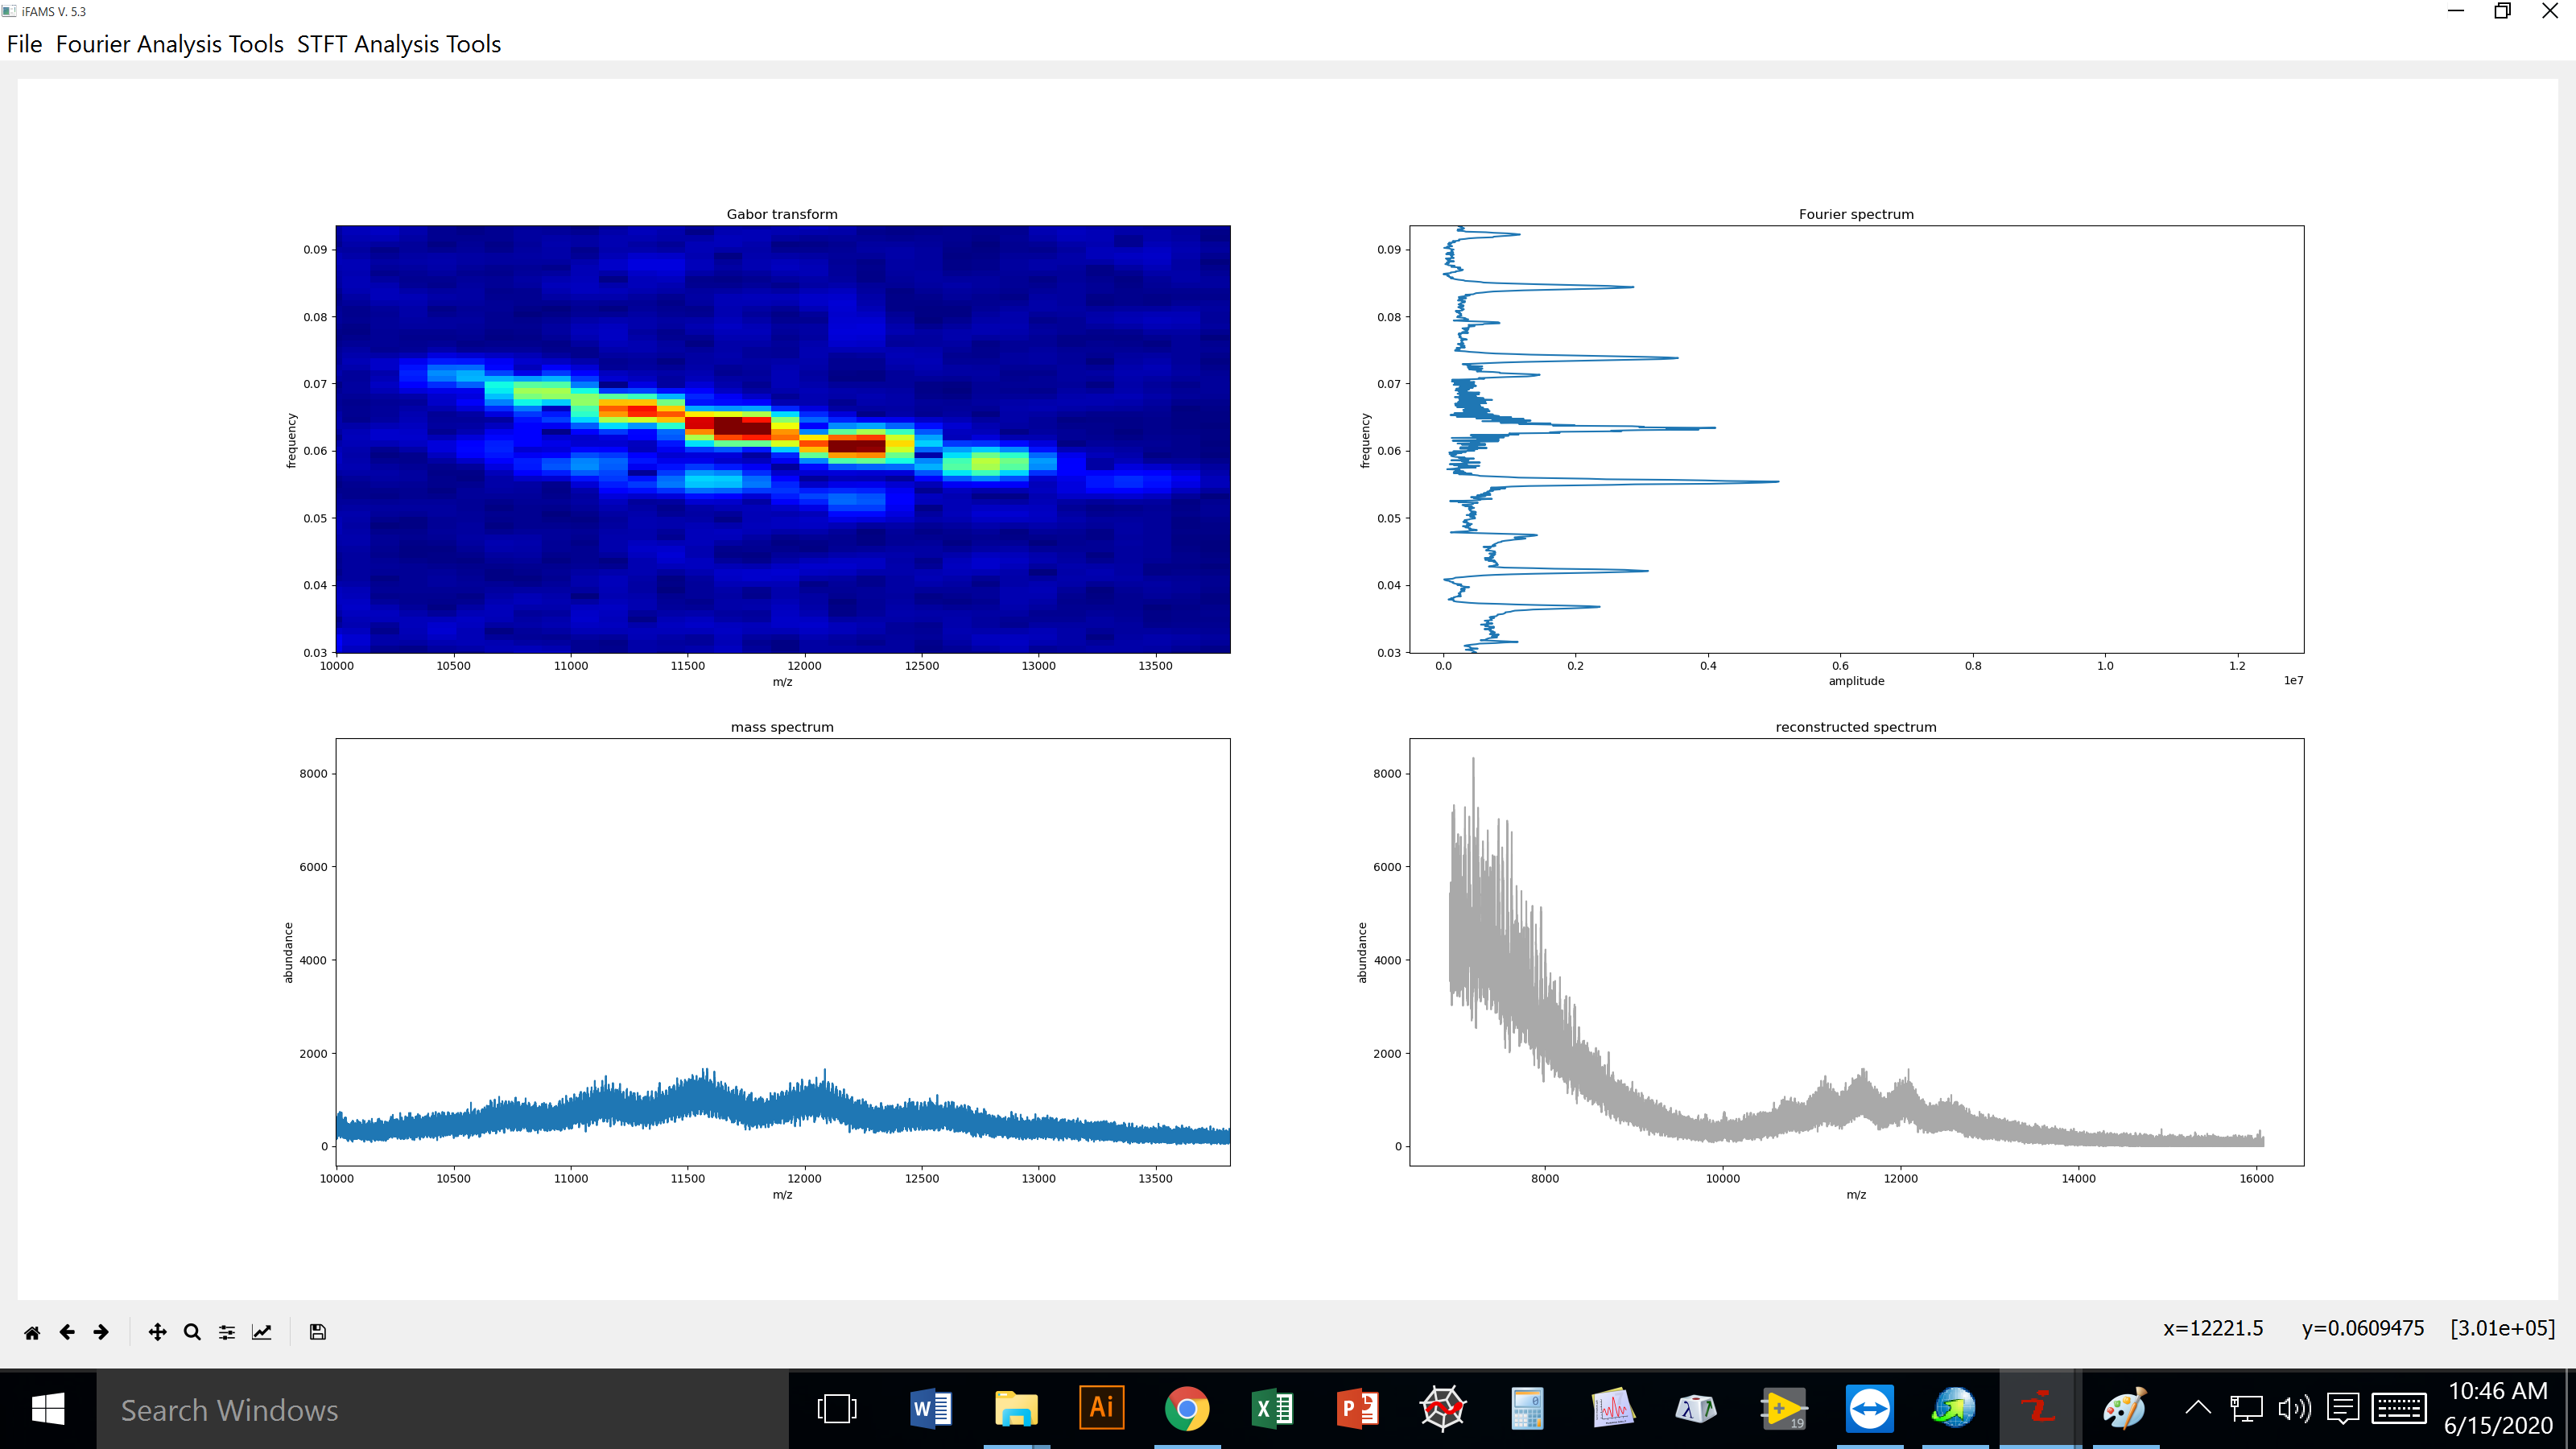 iFAMS V. 5.3
File Fourier Analysis Tools STFT Analysis Tools
Gabor transform
0.09
0.08
0.07
0.06
0.05
0.04
0.03
frequency
10000 10500 11000 11500 12000 12500 13000 13500
m/z
Fourier spectrum
0.09
0.08
0.07
0.06
0.05
0.04
0.03
frequency
0.0 0.2 0.4 0.6 0.8 1.0 1.2
amplitude
1e7
mass spectrum
8000
6000
4000
2000
0
abundance
10000 10500 11000 11500 12000 12500 13000 13500
m/z
reconstructed spectrum
8000
6000
4000
2000
0
abundance
8000 10000 12000 14000 16000
m/z
x=12221.5 y=0.0609475 [3.01e+05]
Search Windows
W
Ai
X
P
0
λ
19
i
10:46 AM
6/15/2020